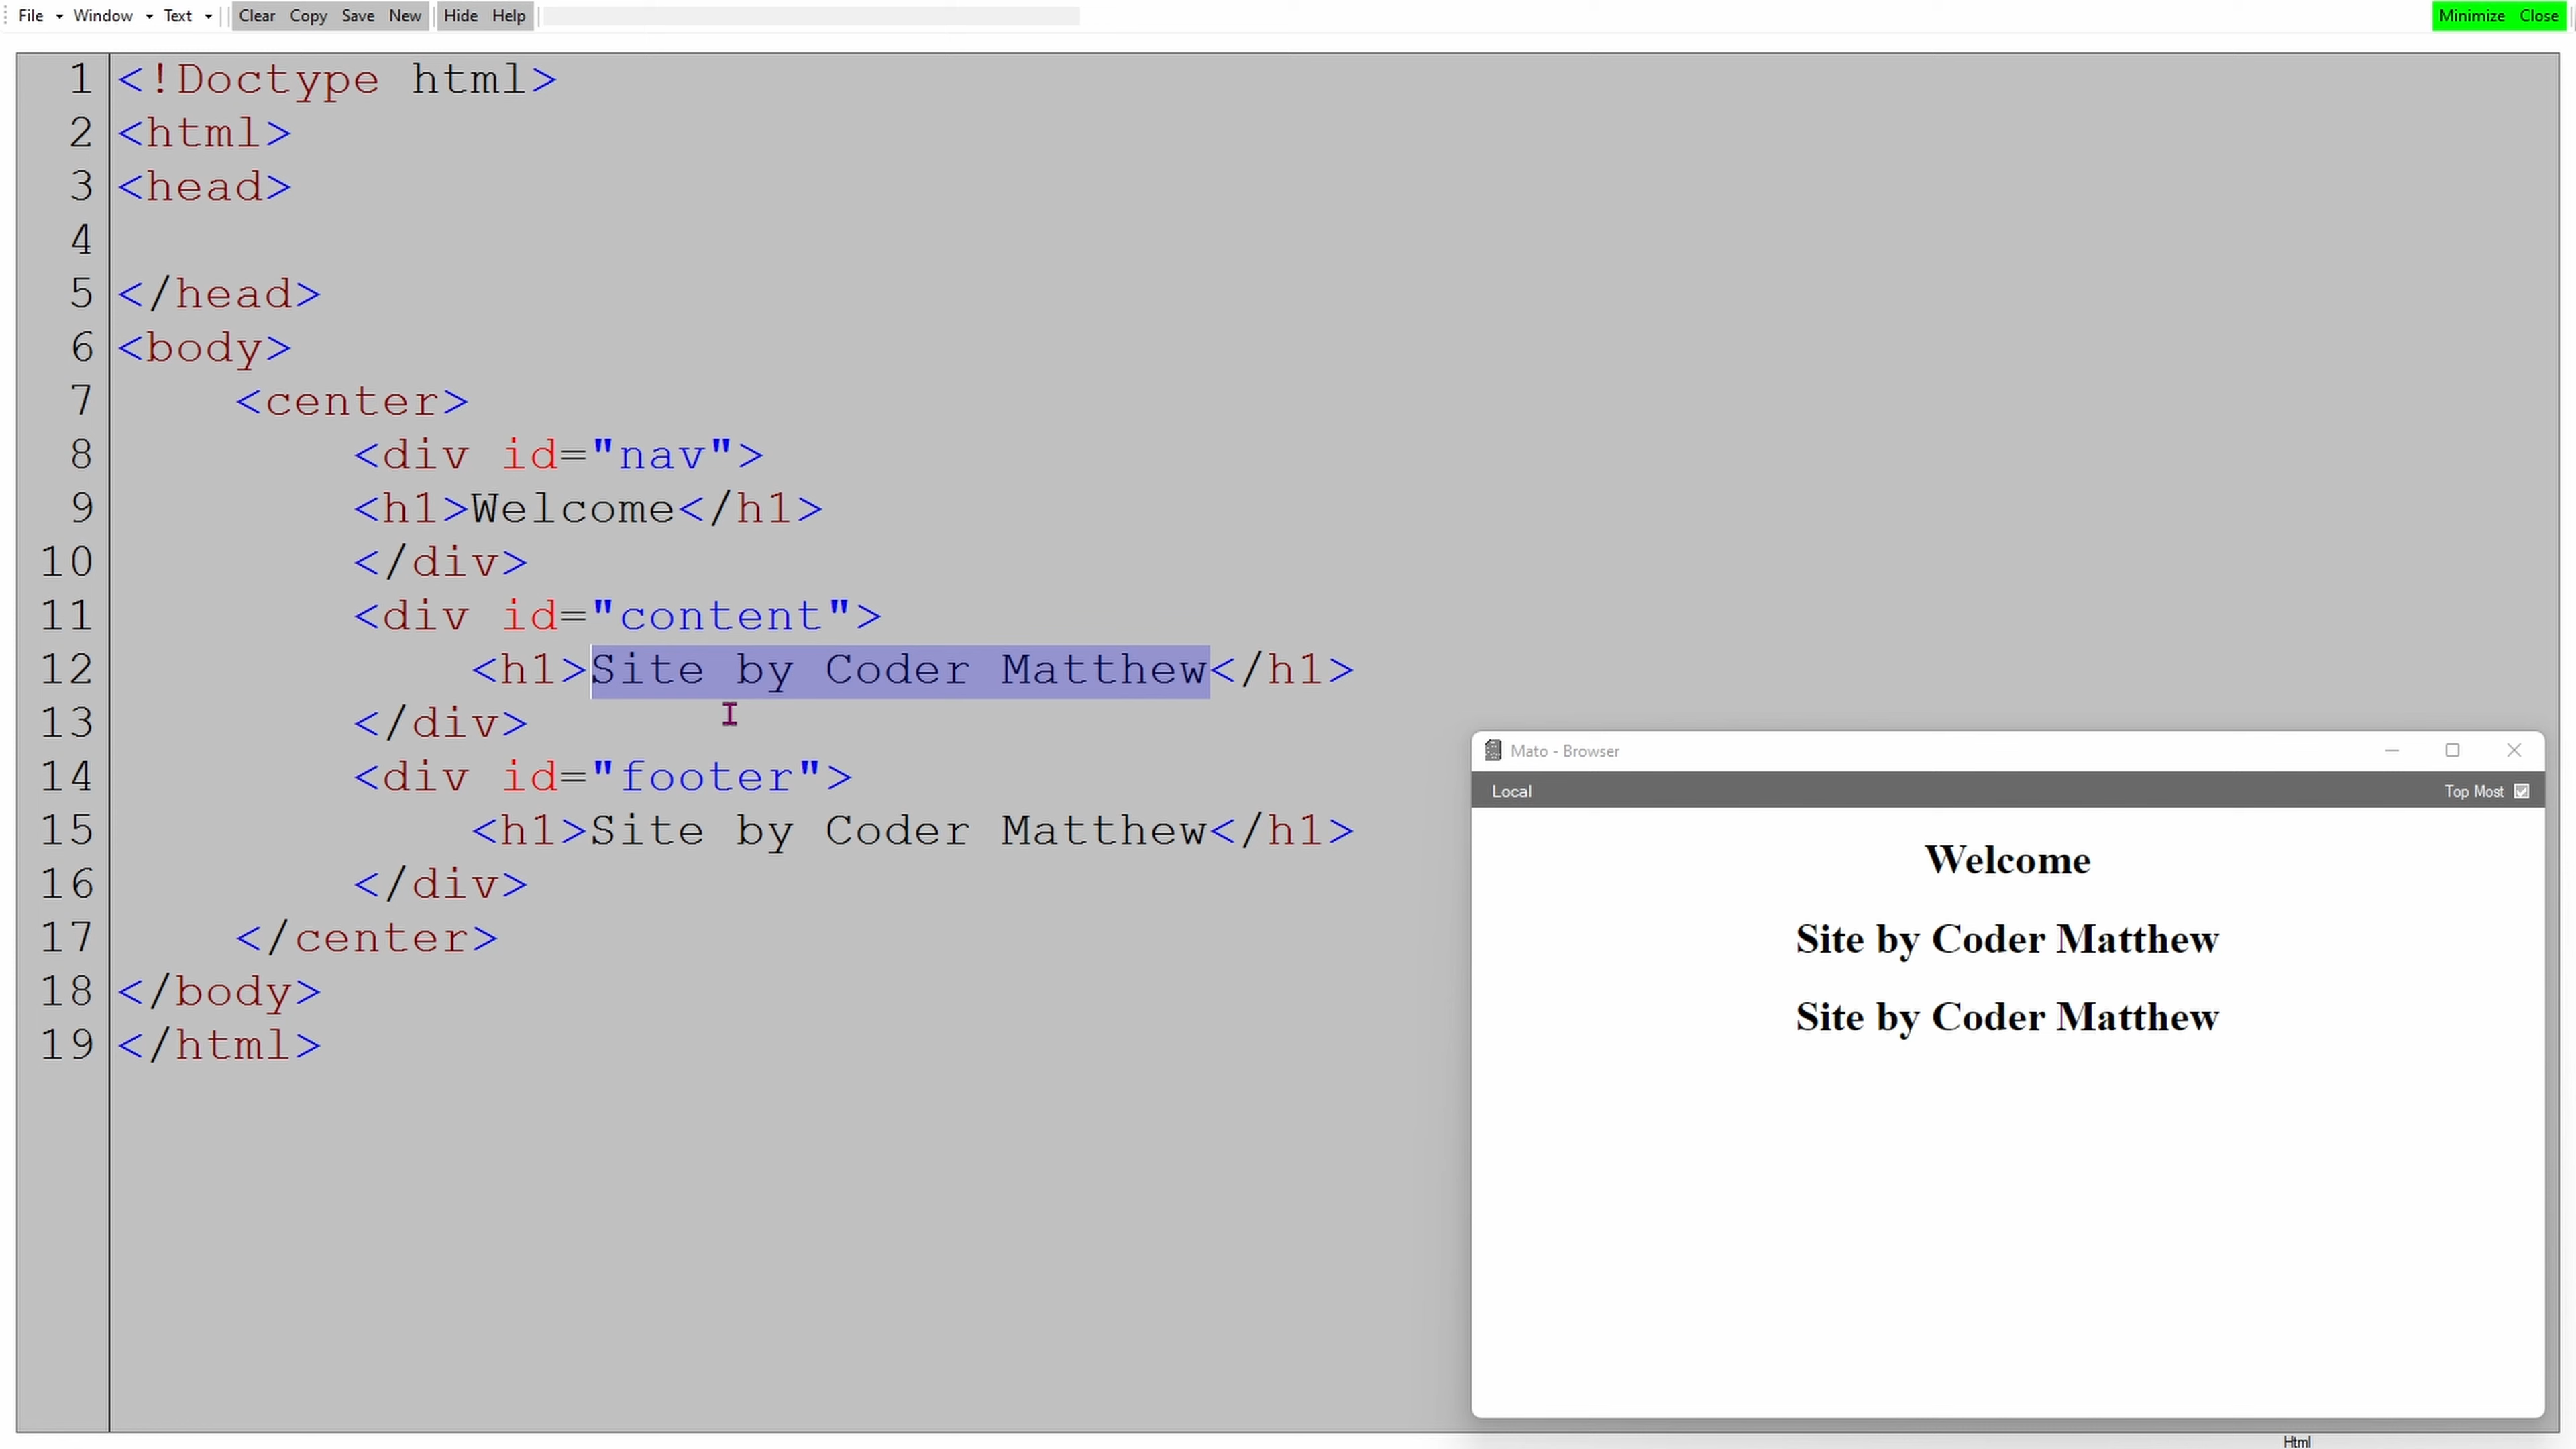 File Window Text Clear Copy Save New Hide Help Minimize Close
1 <!Doctype html>
2 <html>
3 <head>
4
5 </head>
6 <body>
7 <center>
8 <div id="nav">
9 <h1>Welcome</h1>
10 </div>
11 <div id="content">
12 <h1>Site by Coder Matthew</h1>
13 </div>
14 <div id="footer">
15 <h1>Site by Coder Matthew</h1>
16 </div>
17 </center>
18 </body>
19 </html>
Mato - Browser
Local Top Most
Welcome
Site by Coder Matthew
Site by Coder Matthew
Html